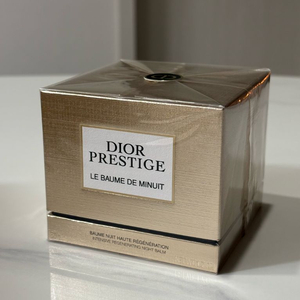 DIOR
PRESTIGE
LE BAUME DE MINUIT
BAUME NUIT HAUTE RÉGÉNÉRATION
INTENSIVE REGENERATING NIGHT BALM